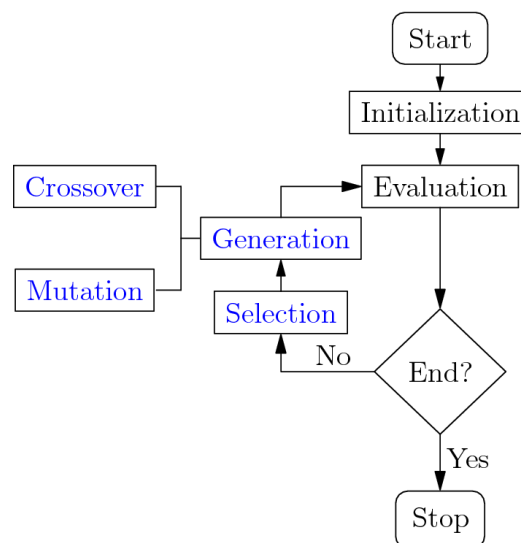 Start
Initialization
Crossover
Evaluation
Generation
Mutation
Selection
No
End?
Yes
Stop